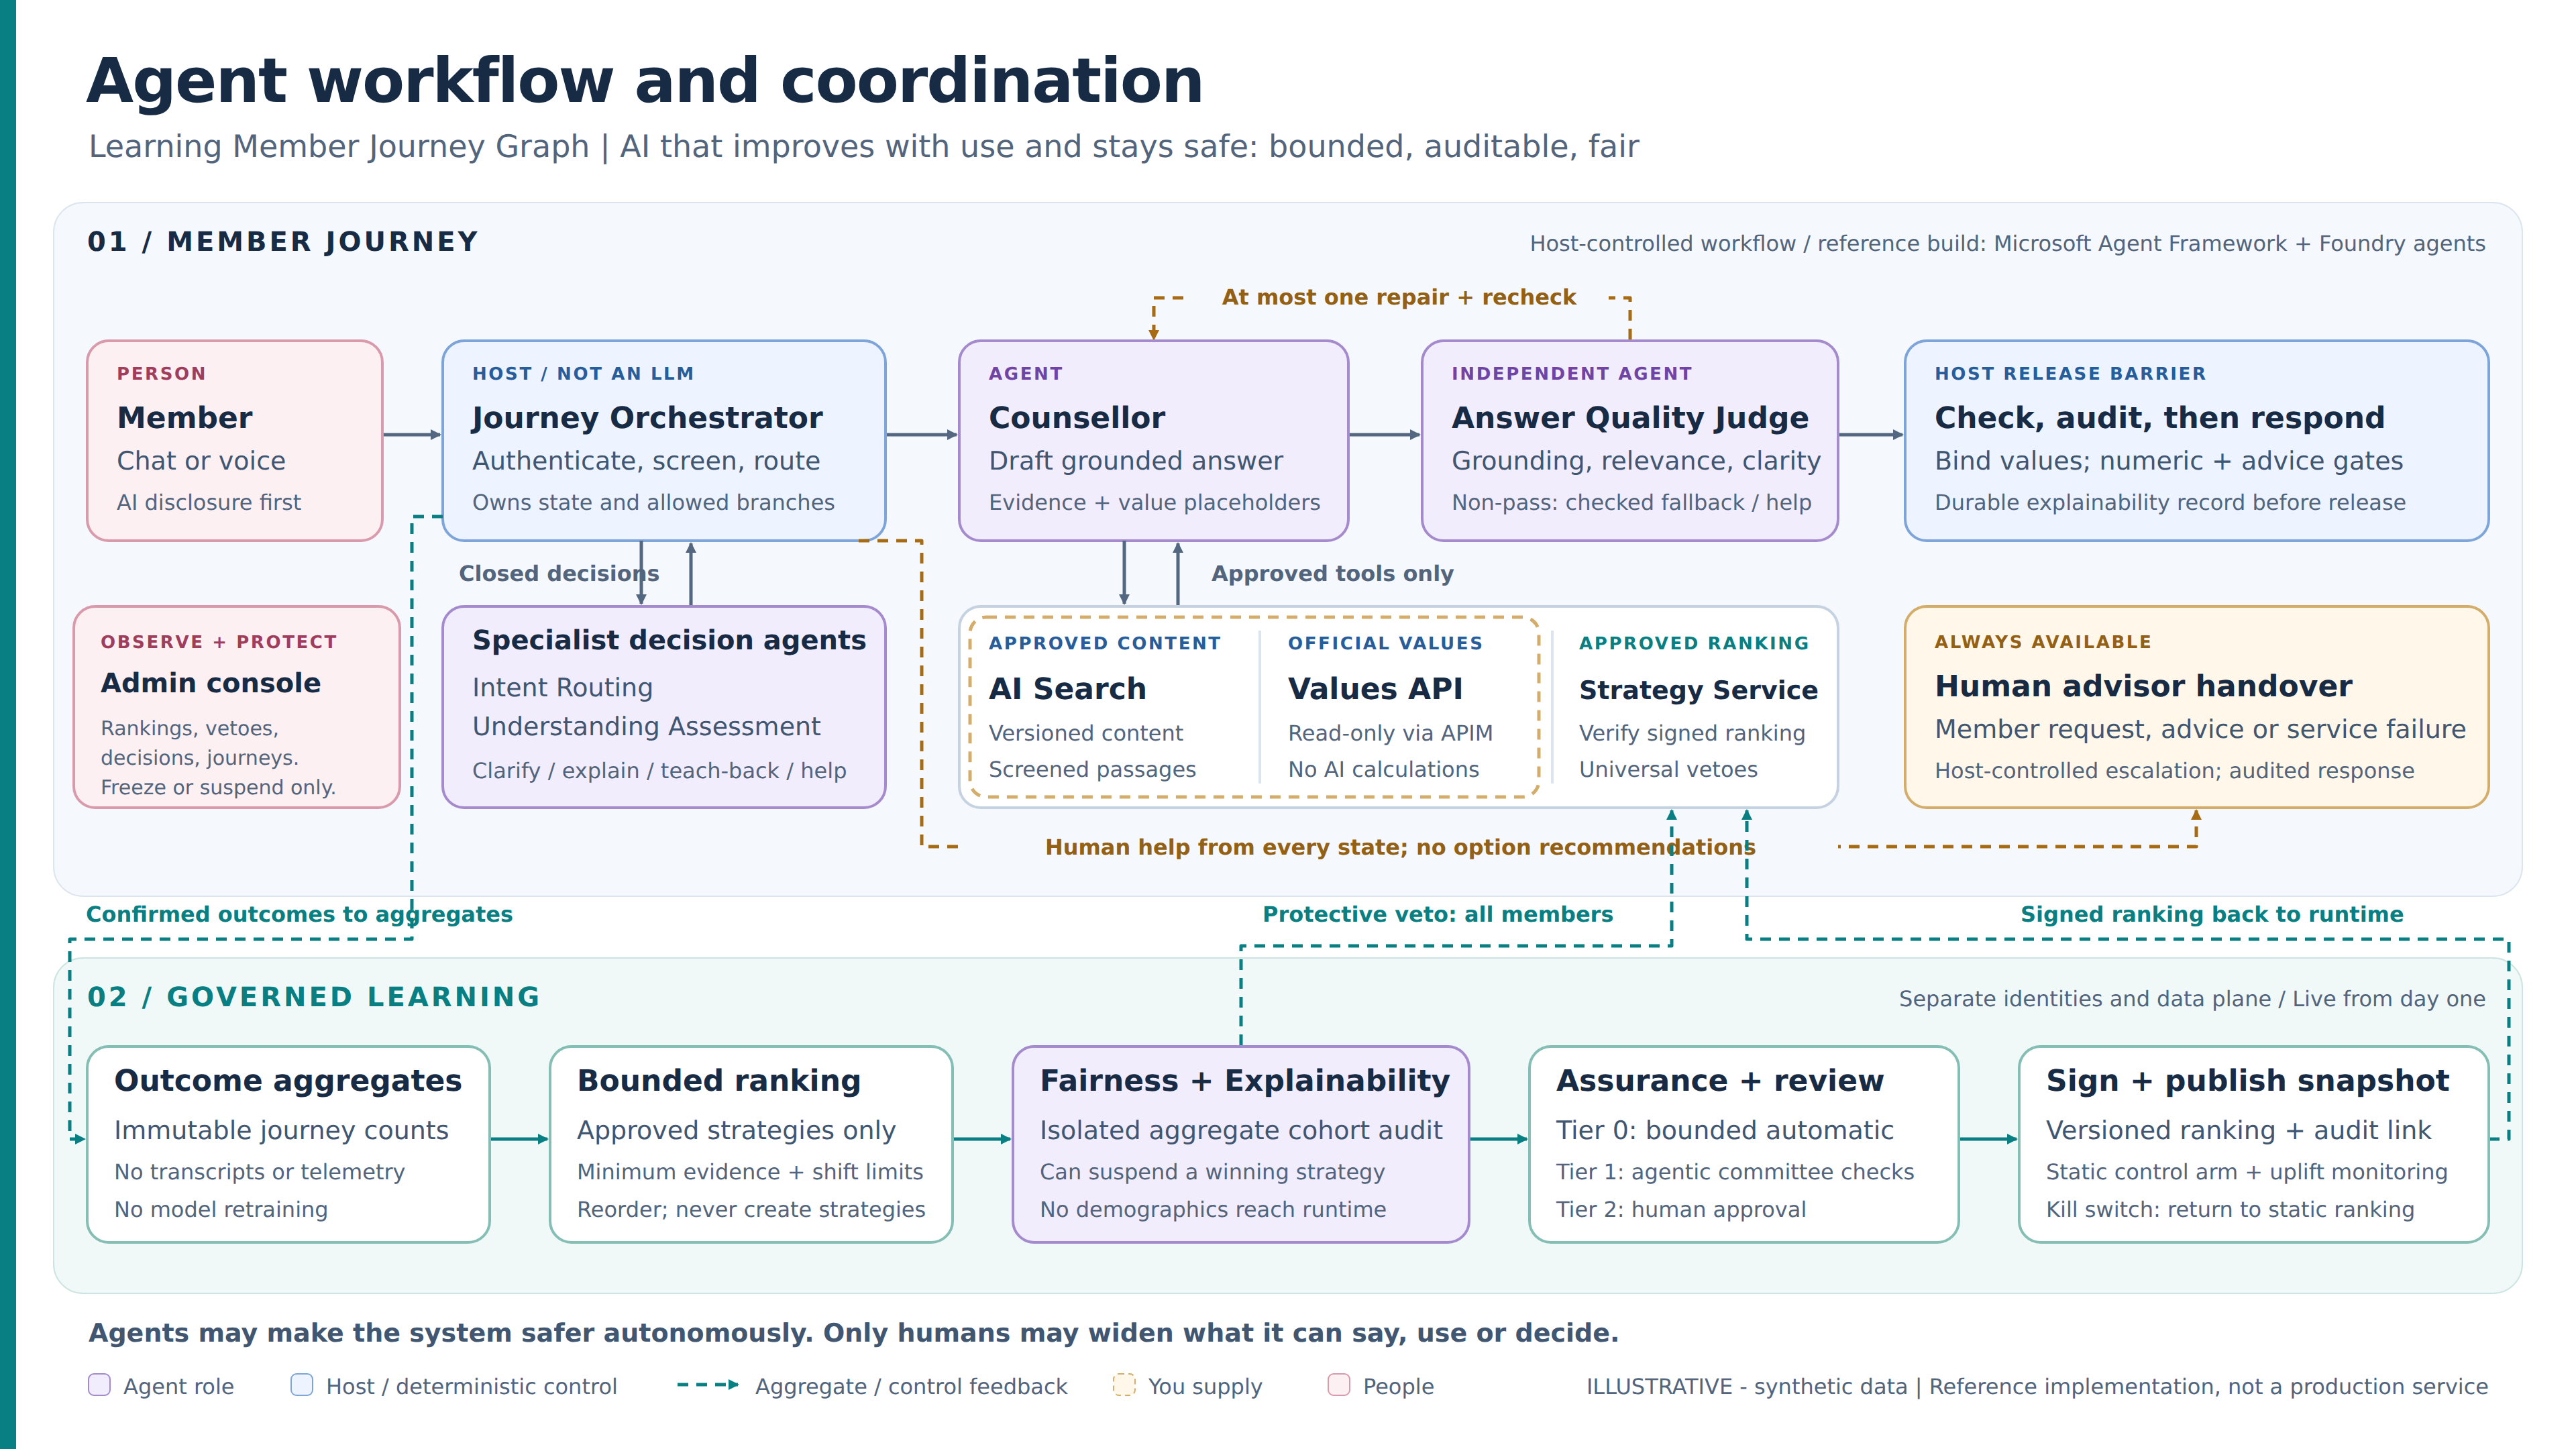 Agent workflow and coordination
Learning Member Journey Graph | AI that improves with use and stays safe: bounded, auditable, fair
01 / MEMBER JOURNEY
Host-controlled workflow / reference build: Microsoft Agent Framework + Foundry agents
At most one repair + recheck
PERSON
Member
Chat or voice
AI disclosure first
HOST / NOT AN LLM
Journey Orchestrator
Authenticate, screen, route
Owns state and allowed branches
AGENT
Counsellor
Draft grounded answer
Evidence + value placeholders
INDEPENDENT AGENT
Answer Quality Judge
Grounding, relevance, clarity
Non-pass: checked fallback / help
HOST RELEASE BARRIER
Check, audit, then respond
Bind values; numeric + advice gates
Durable explainability record before release
Closed decisions
Approved tools only
OBSERVE + PROTECT
Admin console
Rankings, vetoes,
decisions, journeys.
Freeze or suspend only.
Specialist decision agents
Intent Routing
Understanding Assessment
Clarify / explain / teach-back / help
APPROVED CONTENT
AI Search
Versioned content
Screened passages
OFFICIAL VALUES
Values API
Read-only via APIM
No AI calculations
APPROVED RANKING
Strategy Service
Verify signed ranking
Universal vetoes
ALWAYS AVAILABLE
Human advisor handover
Member request, advice or service failure
Host-controlled escalation; audited response
Human help from every state; no option recommendations
Confirmed outcomes to aggregates
Protective veto: all members
Signed ranking back to runtime
02 / GOVERNED LEARNING
Separate identities and data plane / Live from day one
Outcome aggregates
Immutable journey counts
No transcripts or telemetry
No model retraining
Bounded ranking
Approved strategies only
Minimum evidence + shift limits
Reorder; never create strategies
Fairness + Explainability
Isolated aggregate cohort audit
Can suspend a winning strategy
No demographics reach runtime
Assurance + review
Tier 0: bounded automatic
Tier 1: agentic committee checks
Tier 2: human approval
Sign + publish snapshot
Versioned ranking + audit link
Static control arm + uplift monitoring
Kill switch: return to static ranking
Agents may make the system safer autonomously. Only humans may widen what it can say, use or decide.
Agent role
Host / deterministic control
Aggregate / control feedback
You supply
People
ILLUSTRATIVE - synthetic data | Reference implementation, not a production service